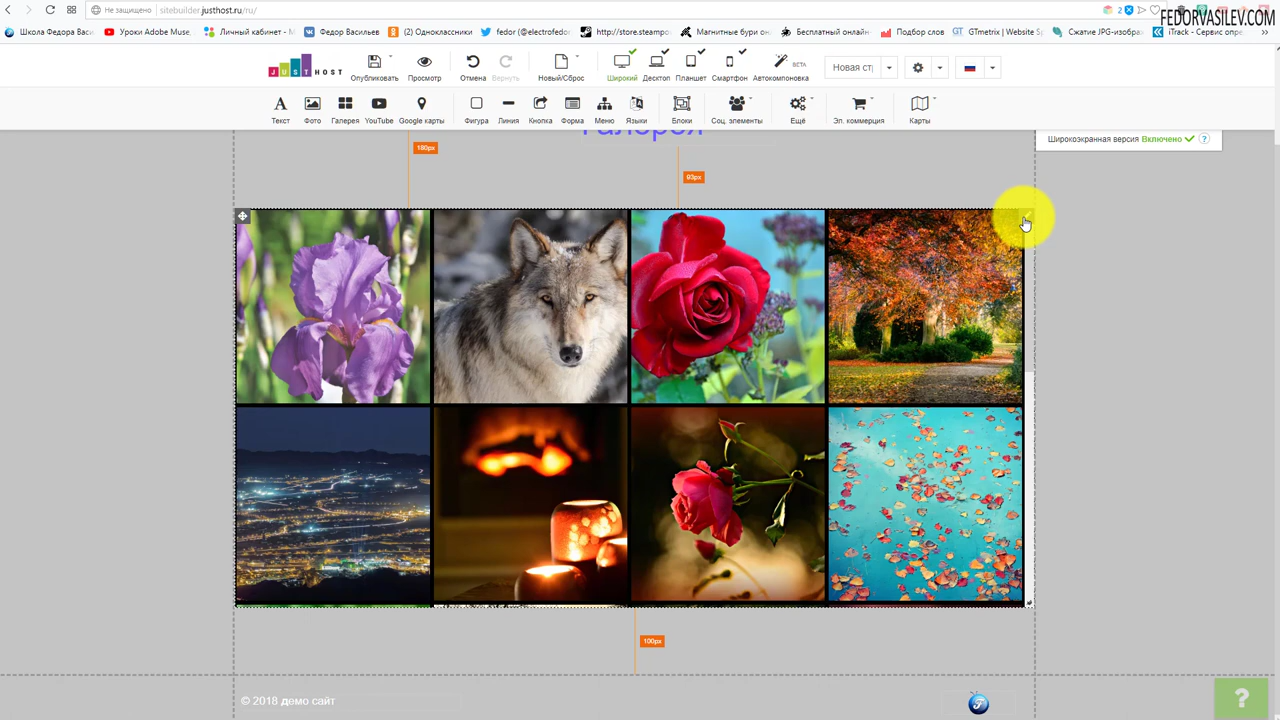 Не защищено sitebuilder.justhost.ru/ru/ 2
FEDORVASILEV.COM
Школа Федора Васи Уроки Adobe Muse, Личный кабинет - М Федор Васильев (2) Одноклассники fedor (@electrofedo http://store.steampo Магнитные бури он Бесплатный онлайн- Подбор слов GTmetrix | Website S Сжатие JPG-изобра iTrack - Сервис опре »
JUSTHOST
Опубликовать Просмотр Отмена Вернуть Новый/Сброс Широкий Десктоп Планшет Смартфон Автокомпоновка BETA Новая ст
Текст Фото Галерея YouTube Google карты Фигура Линия Кнопка Форма Меню Языки Блоки Соц. элементы Ещё Эл. коммерция Карты
Галерея
Широкоэкранная версия Включено ?
180px
93px
100px
© 2018 демо сайт
?